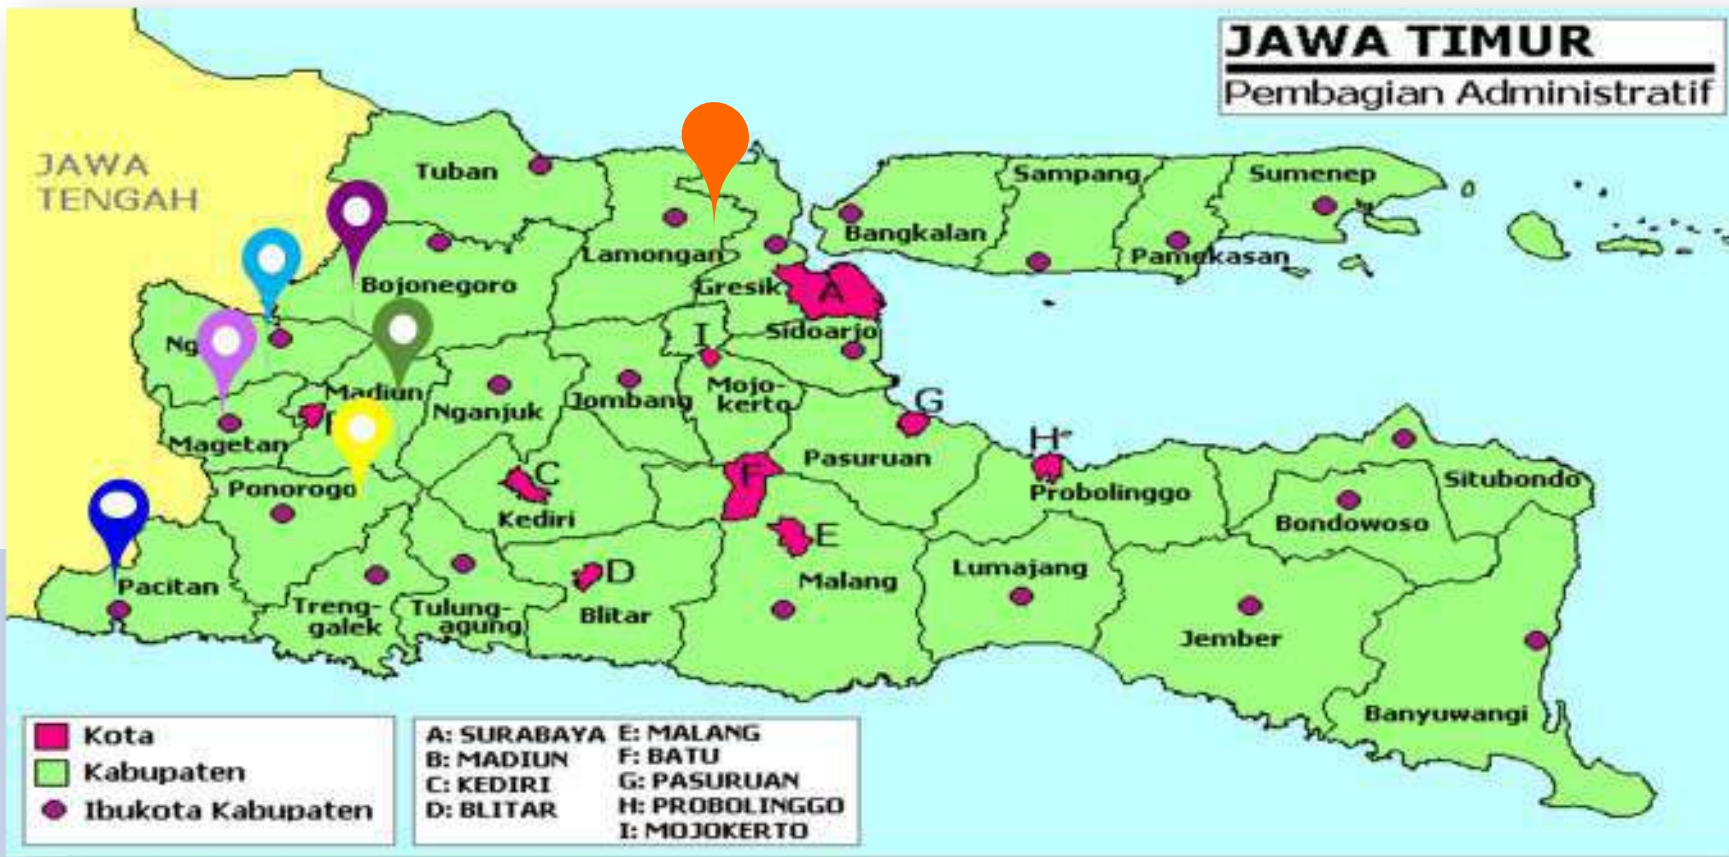 JAWA TIMUR
Pembagian Administratif
JAWA
TENGAH
Tuban
Sampang
Sumenep
Bangkalan
Lamongan
Pamekasan
Bojonegoro
Gresik
A
Sidoarjo
I
Ng
Madiun
Nganjuk
Jombang
Mojo-
kerto
G
Magetan
H
Pasuruan
Ponorogo
C
F
Probolinggo
Situbondo
Kediri
Bondowoso
E
Pacitan
D
Malang
Lumajang
Treng-
galek
Tulung-
agung
Blitar
Jember
Banyuwangi
Kota
Kabupaten
Ibukota Kabupaten
A: SURABAYA
B: MADIUN
C: KEDIRI
D: BLITAR
E: MALANG
F: BATU
G: PASURUAN
H: PROBOLINGGO
I: MOJOKERTO